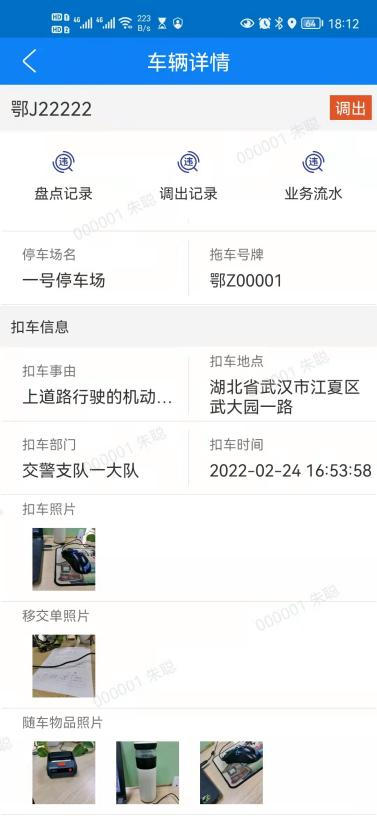 HD 1 4G 4G 223 B/s 64 18:12
HD 2
车辆详情
鄂J22222 调出
盘点记录 调出记录 业务流水
停车场名 拖车号牌
一号停车场 鄂Z00001
扣车信息
扣车事由 扣车地点
上道路行驶的机动... 湖北省武汉市江夏区
武大园一路
扣车部门 扣车时间
交警支队一大队 2022-02-24 16:53:58
扣车照片
移交单照片
随车物品照片
000001 朱聪
000001 朱聪
000001 朱聪
000001 朱聪
000001 朱聪
000001 朱聪